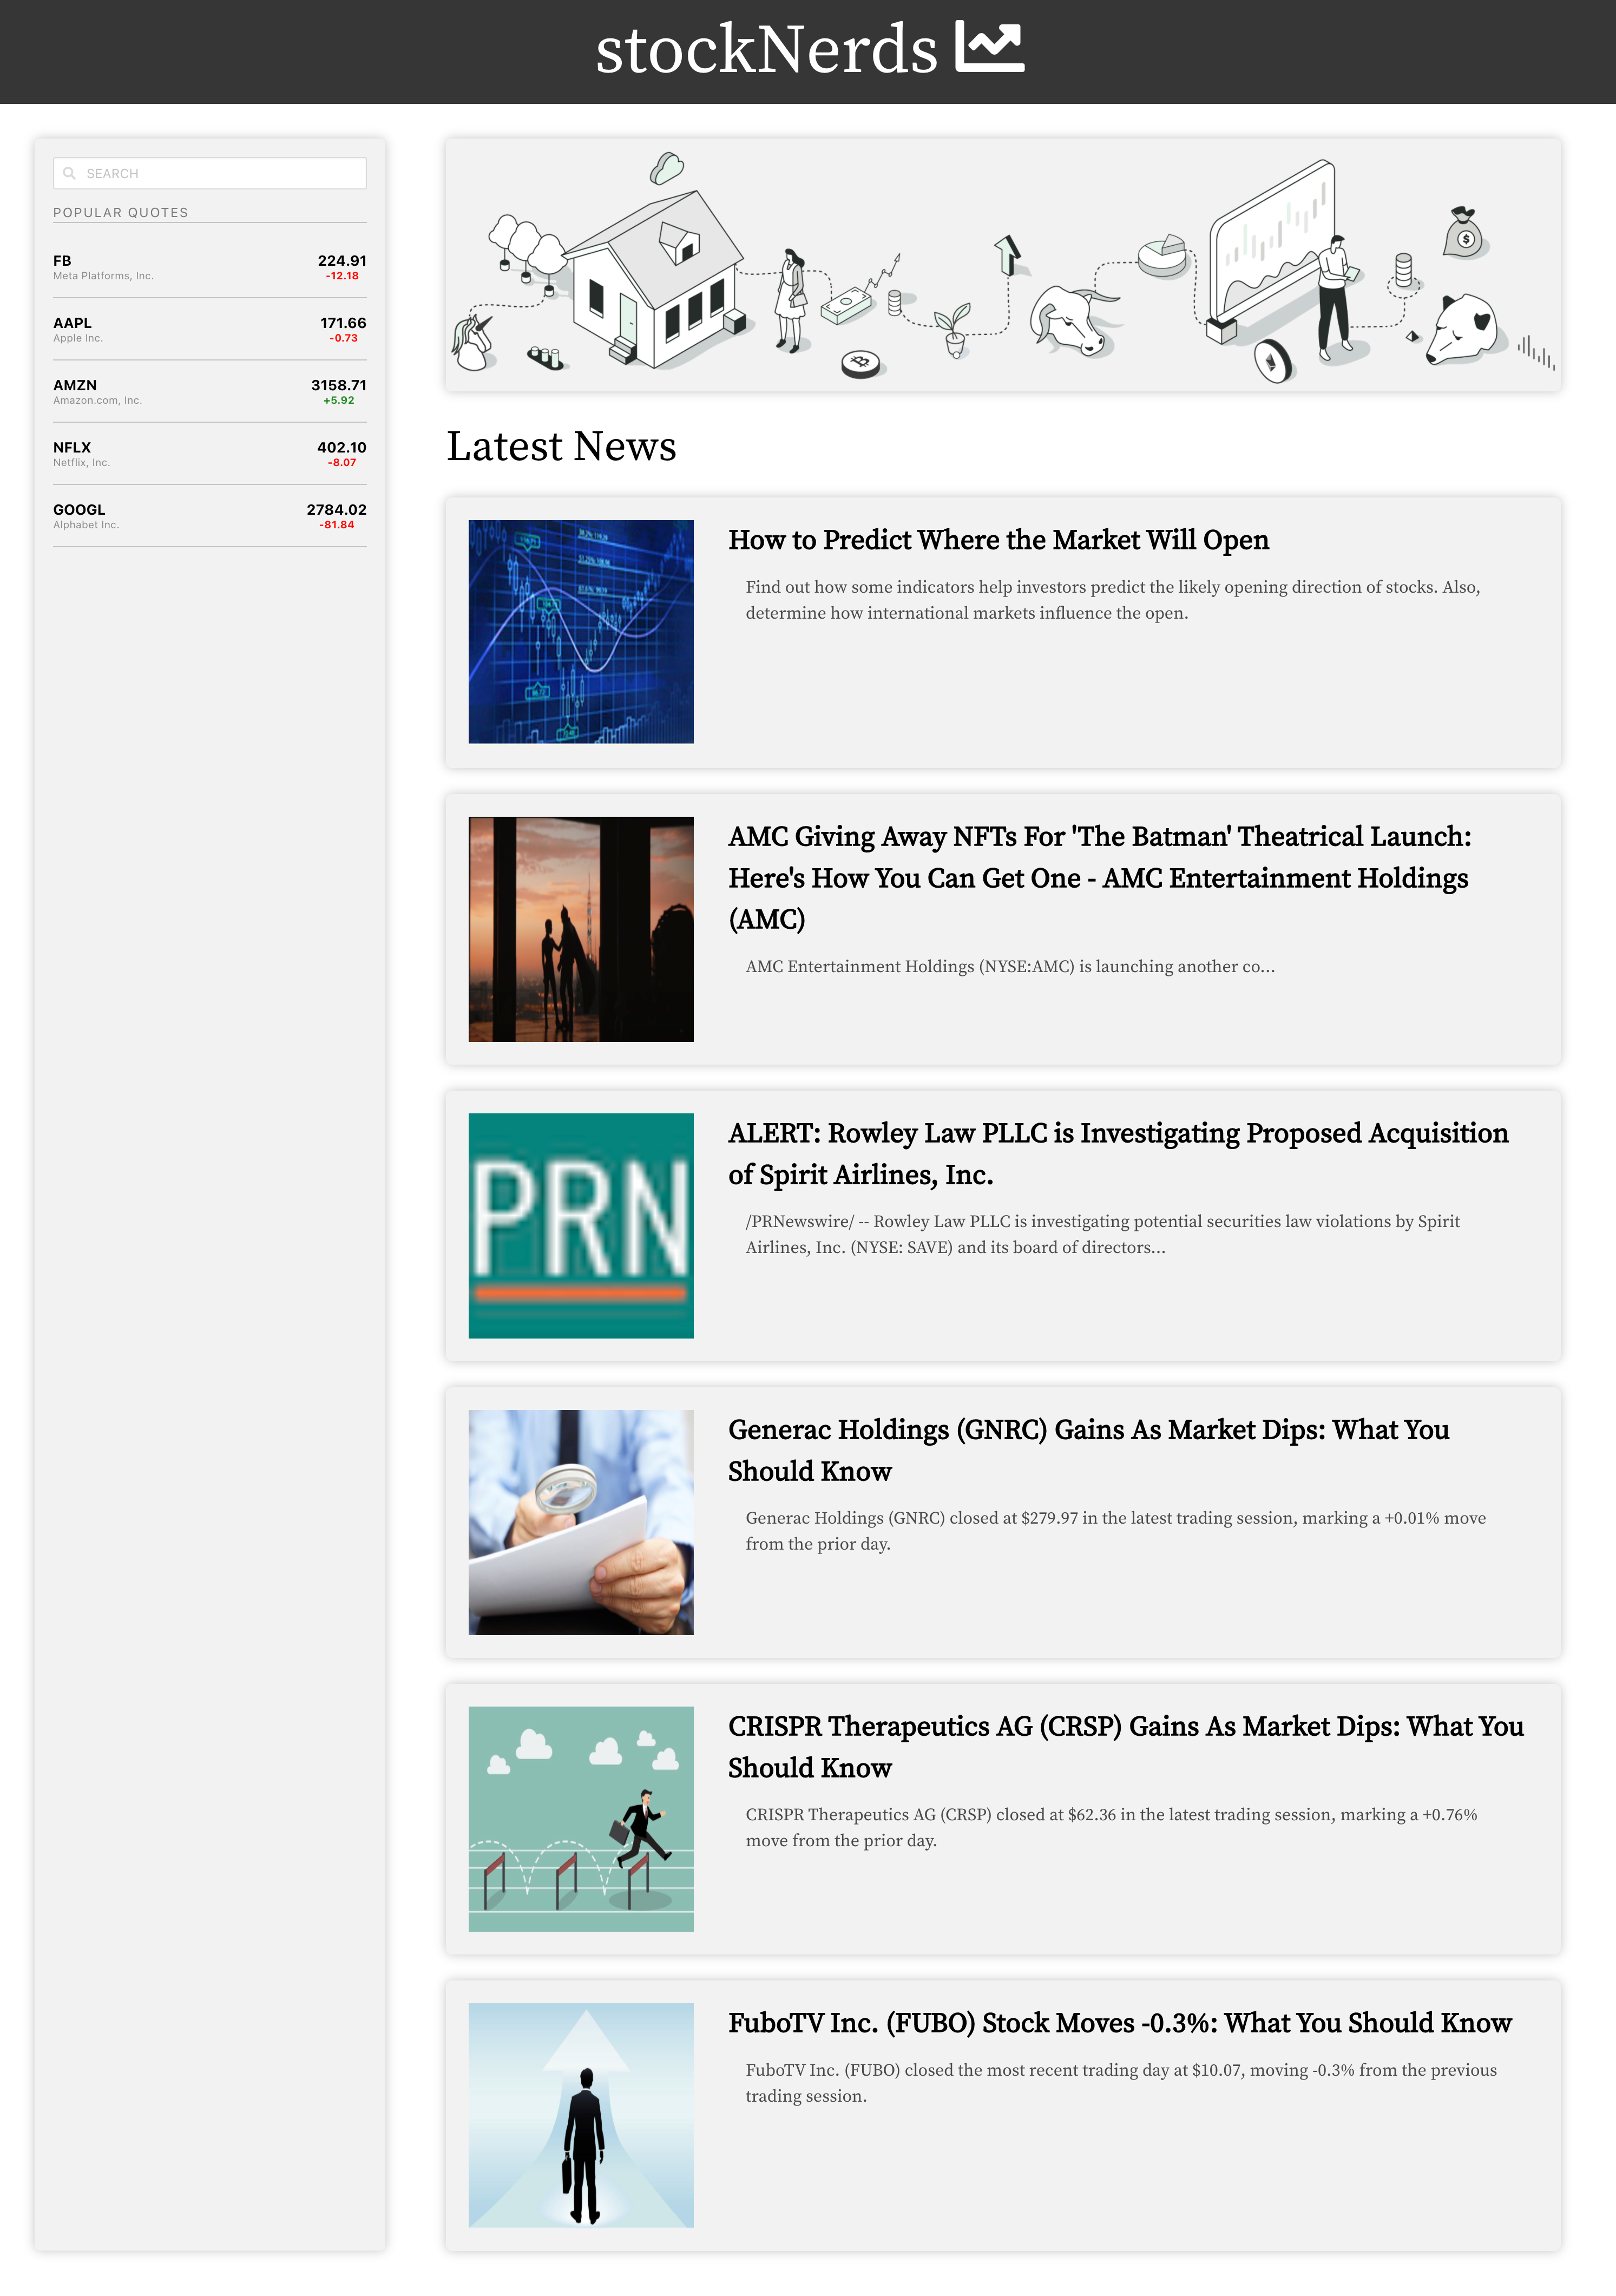 stockNerds
SEARCH
POPULAR QUOTES
FB 224.91
Meta Platforms, Inc. -12.18
AAPL 171.66
Apple Inc. -0.73
AMZN 3158.71
Amazon.com, Inc. +5.92
NFLX 402.10
Netflix, Inc. -8.07
GOOGL 2784.02
Alphabet Inc. -81.84
Latest News
How to Predict Where the Market Will Open
Find out how some indicators help investors predict the likely opening direction of stocks. Also,
determine how international markets influence the open.
AMC Giving Away NFTs For 'The Batman' Theatrical Launch:
Here's How You Can Get One - AMC Entertainment Holdings
(AMC)
AMC Entertainment Holdings (NYSE:AMC) is launching another co...
PRN
ALERT: Rowley Law PLLC is Investigating Proposed Acquisition
of Spirit Airlines, Inc.
/PRNewswire/ -- Rowley Law PLLC is investigating potential securities law violations by Spirit
Airlines, Inc. (NYSE: SAVE) and its board of directors...
Generac Holdings (GNRC) Gains As Market Dips: What You
Should Know
Generac Holdings (GNRC) closed at $279.97 in the latest trading session, marking a +0.01% move
from the prior day.
CRISPR Therapeutics AG (CRSP) Gains As Market Dips: What You
Should Know
CRISPR Therapeutics AG (CRSP) closed at $62.36 in the latest trading session, marking a +0.76%
move from the prior day.
FuboTV Inc. (FUBO) Stock Moves -0.3%: What You Should Know
FuboTV Inc. (FUBO) closed the most recent trading day at $10.07, moving -0.3% from the previous
trading session.